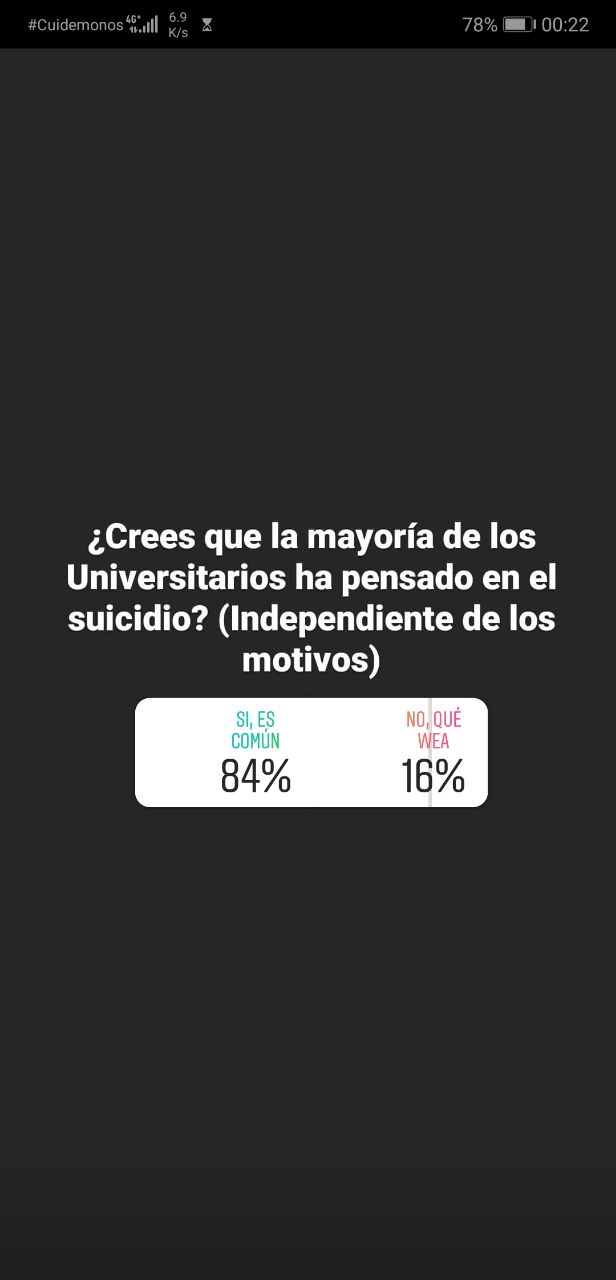 #Cuidemonos 4G+ 6.9 K/s 78% 00:22
¿Crees que la mayoría de los
Universitarios ha pensado en el
suicidio? (Independiente de los
motivos)
SI, ES NO, QUÉ
COMÚN WEA
84% 16%